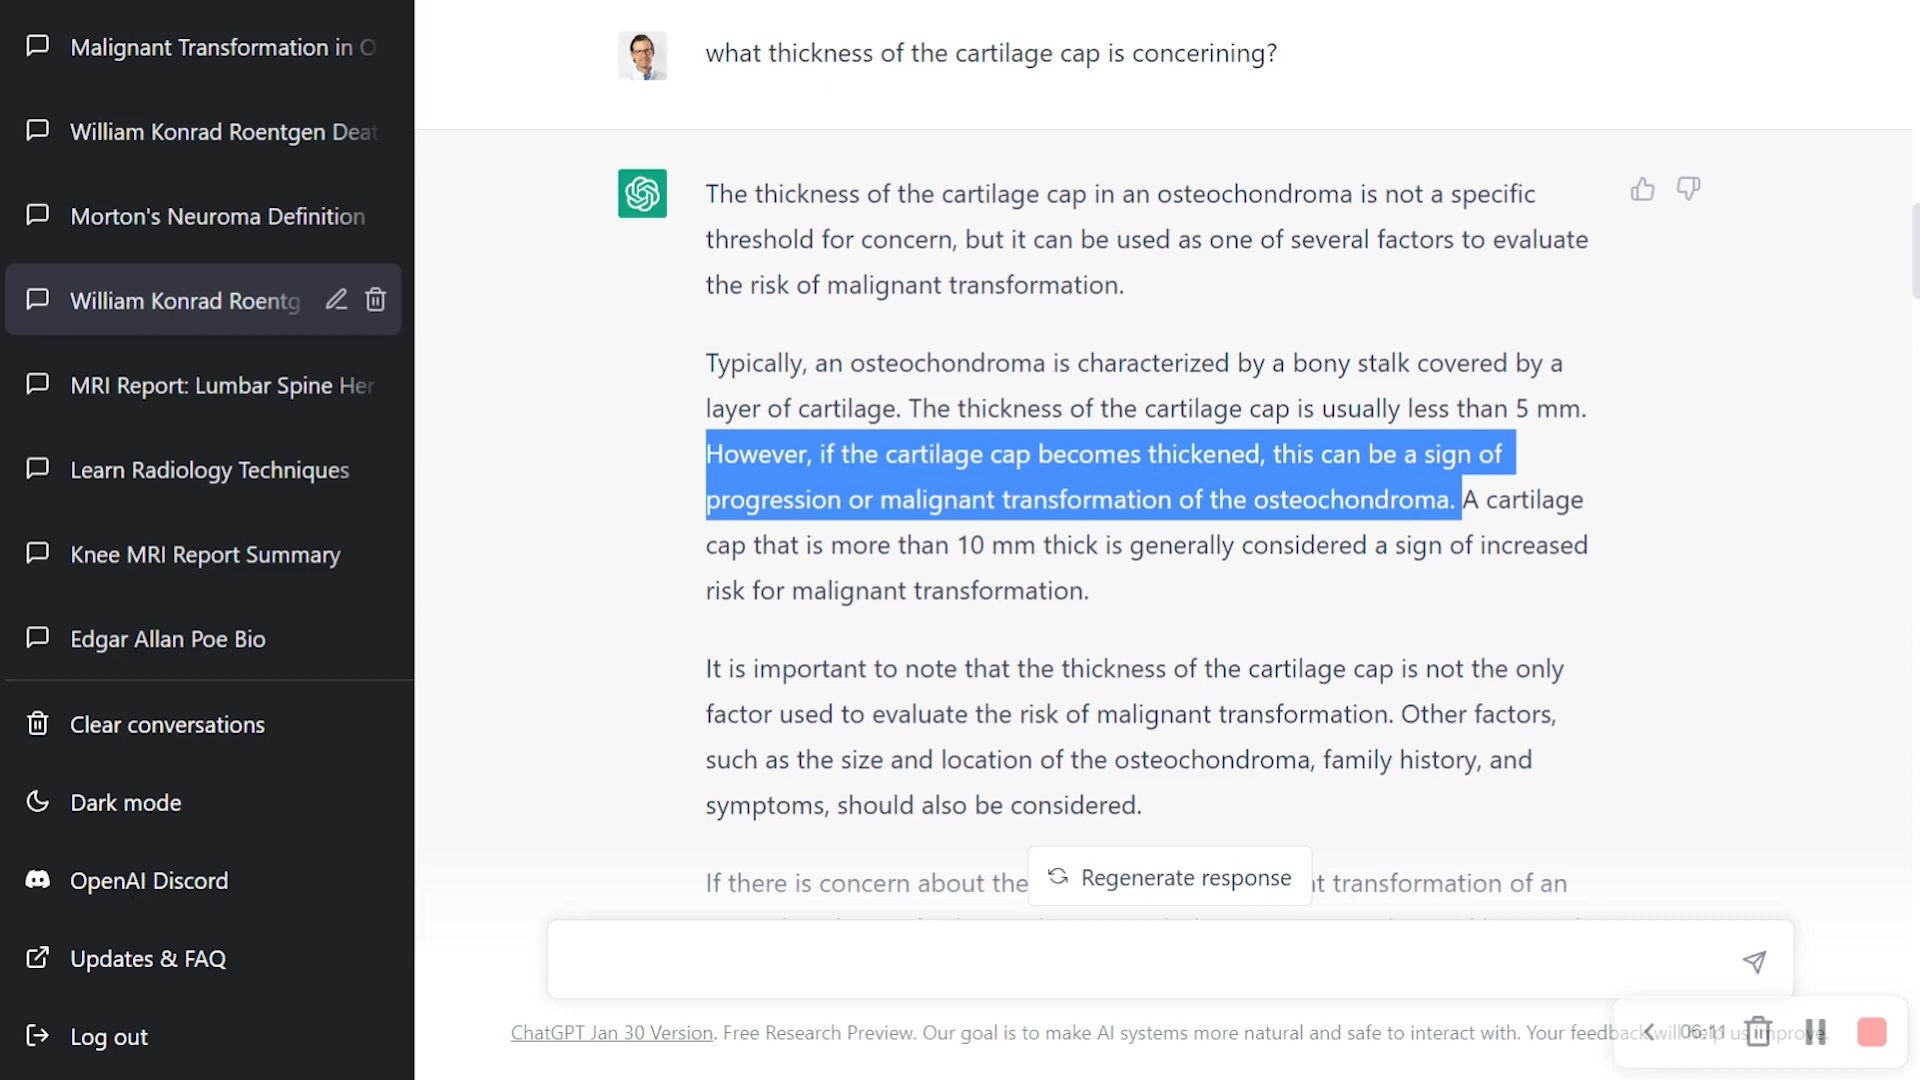 Malignant Transformation in O
William Konrad Roentgen Deat
Morton's Neuroma Definition
William Konrad Roentg
MRI Report: Lumbar Spine Her
Learn Radiology Techniques
Knee MRI Report Summary
Edgar Allan Poe Bio
Clear conversations
Dark mode
OpenAI Discord
Updates & FAQ
Log out
what thickness of the cartilage cap is concerining?
The thickness of the cartilage cap in an osteochondroma is not a specific
threshold for concern, but it can be used as one of several factors to evaluate
the risk of malignant transformation.
Typically, an osteochondroma is characterized by a bony stalk covered by a
layer of cartilage. The thickness of the cartilage cap is usually less than 5 mm.
However, if the cartilage cap becomes thickened, this can be a sign of
progression or malignant transformation of the osteochondroma. A cartilage
cap that is more than 10 mm thick is generally considered a sign of increased
risk for malignant transformation.
It is important to note that the thickness of the cartilage cap is not the only
factor used to evaluate the risk of malignant transformation. Other factors,
such as the size and location of the osteochondroma, family history, and
symptoms, should also be considered.
If there is concern about the
t transformation of an
Regenerate response
ChatGPT Jan 30 Version. Free Research Preview. Our goal is to make AI systems more natural and safe to interact with. Your feedback will help us improve.
06:11